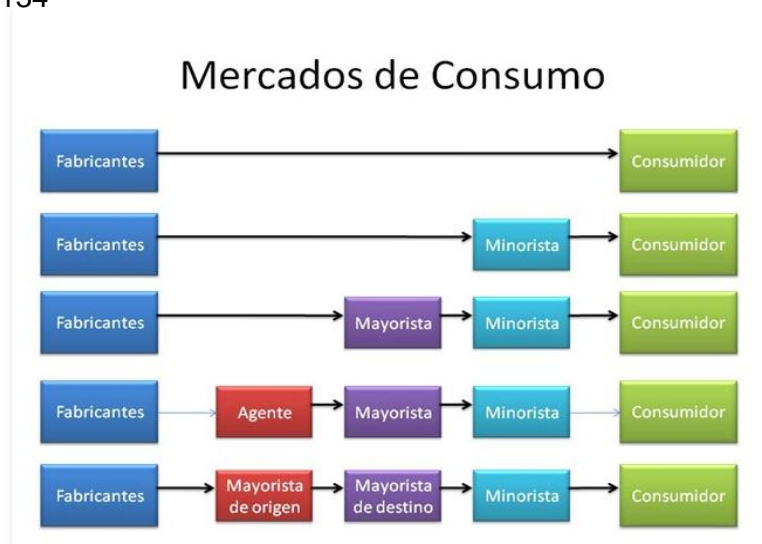 134
Mercados de Consumo
Fabricantes Consumidor
Fabricantes Minorista Consumidor
Fabricantes Mayorista Minorista Consumidor
Fabricantes Agente Mayorista Minorista Consumidor
Fabricantes Mayorista de origen Mayorista de destino Minorista Consumidor